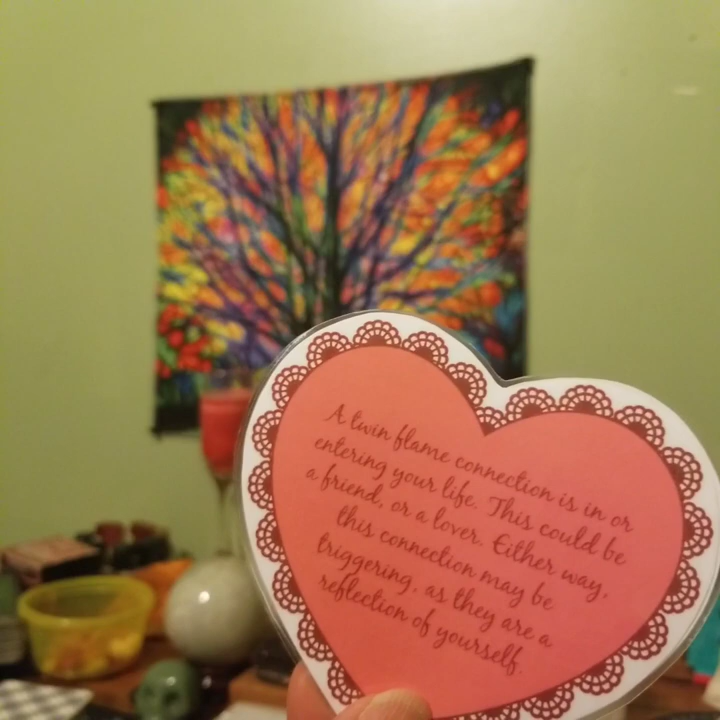 A twin flame connection is in or
entering your life. This could be
a friend, or a lover. Either way,
this connection may be
triggering, as they are a
reflection of yourself.